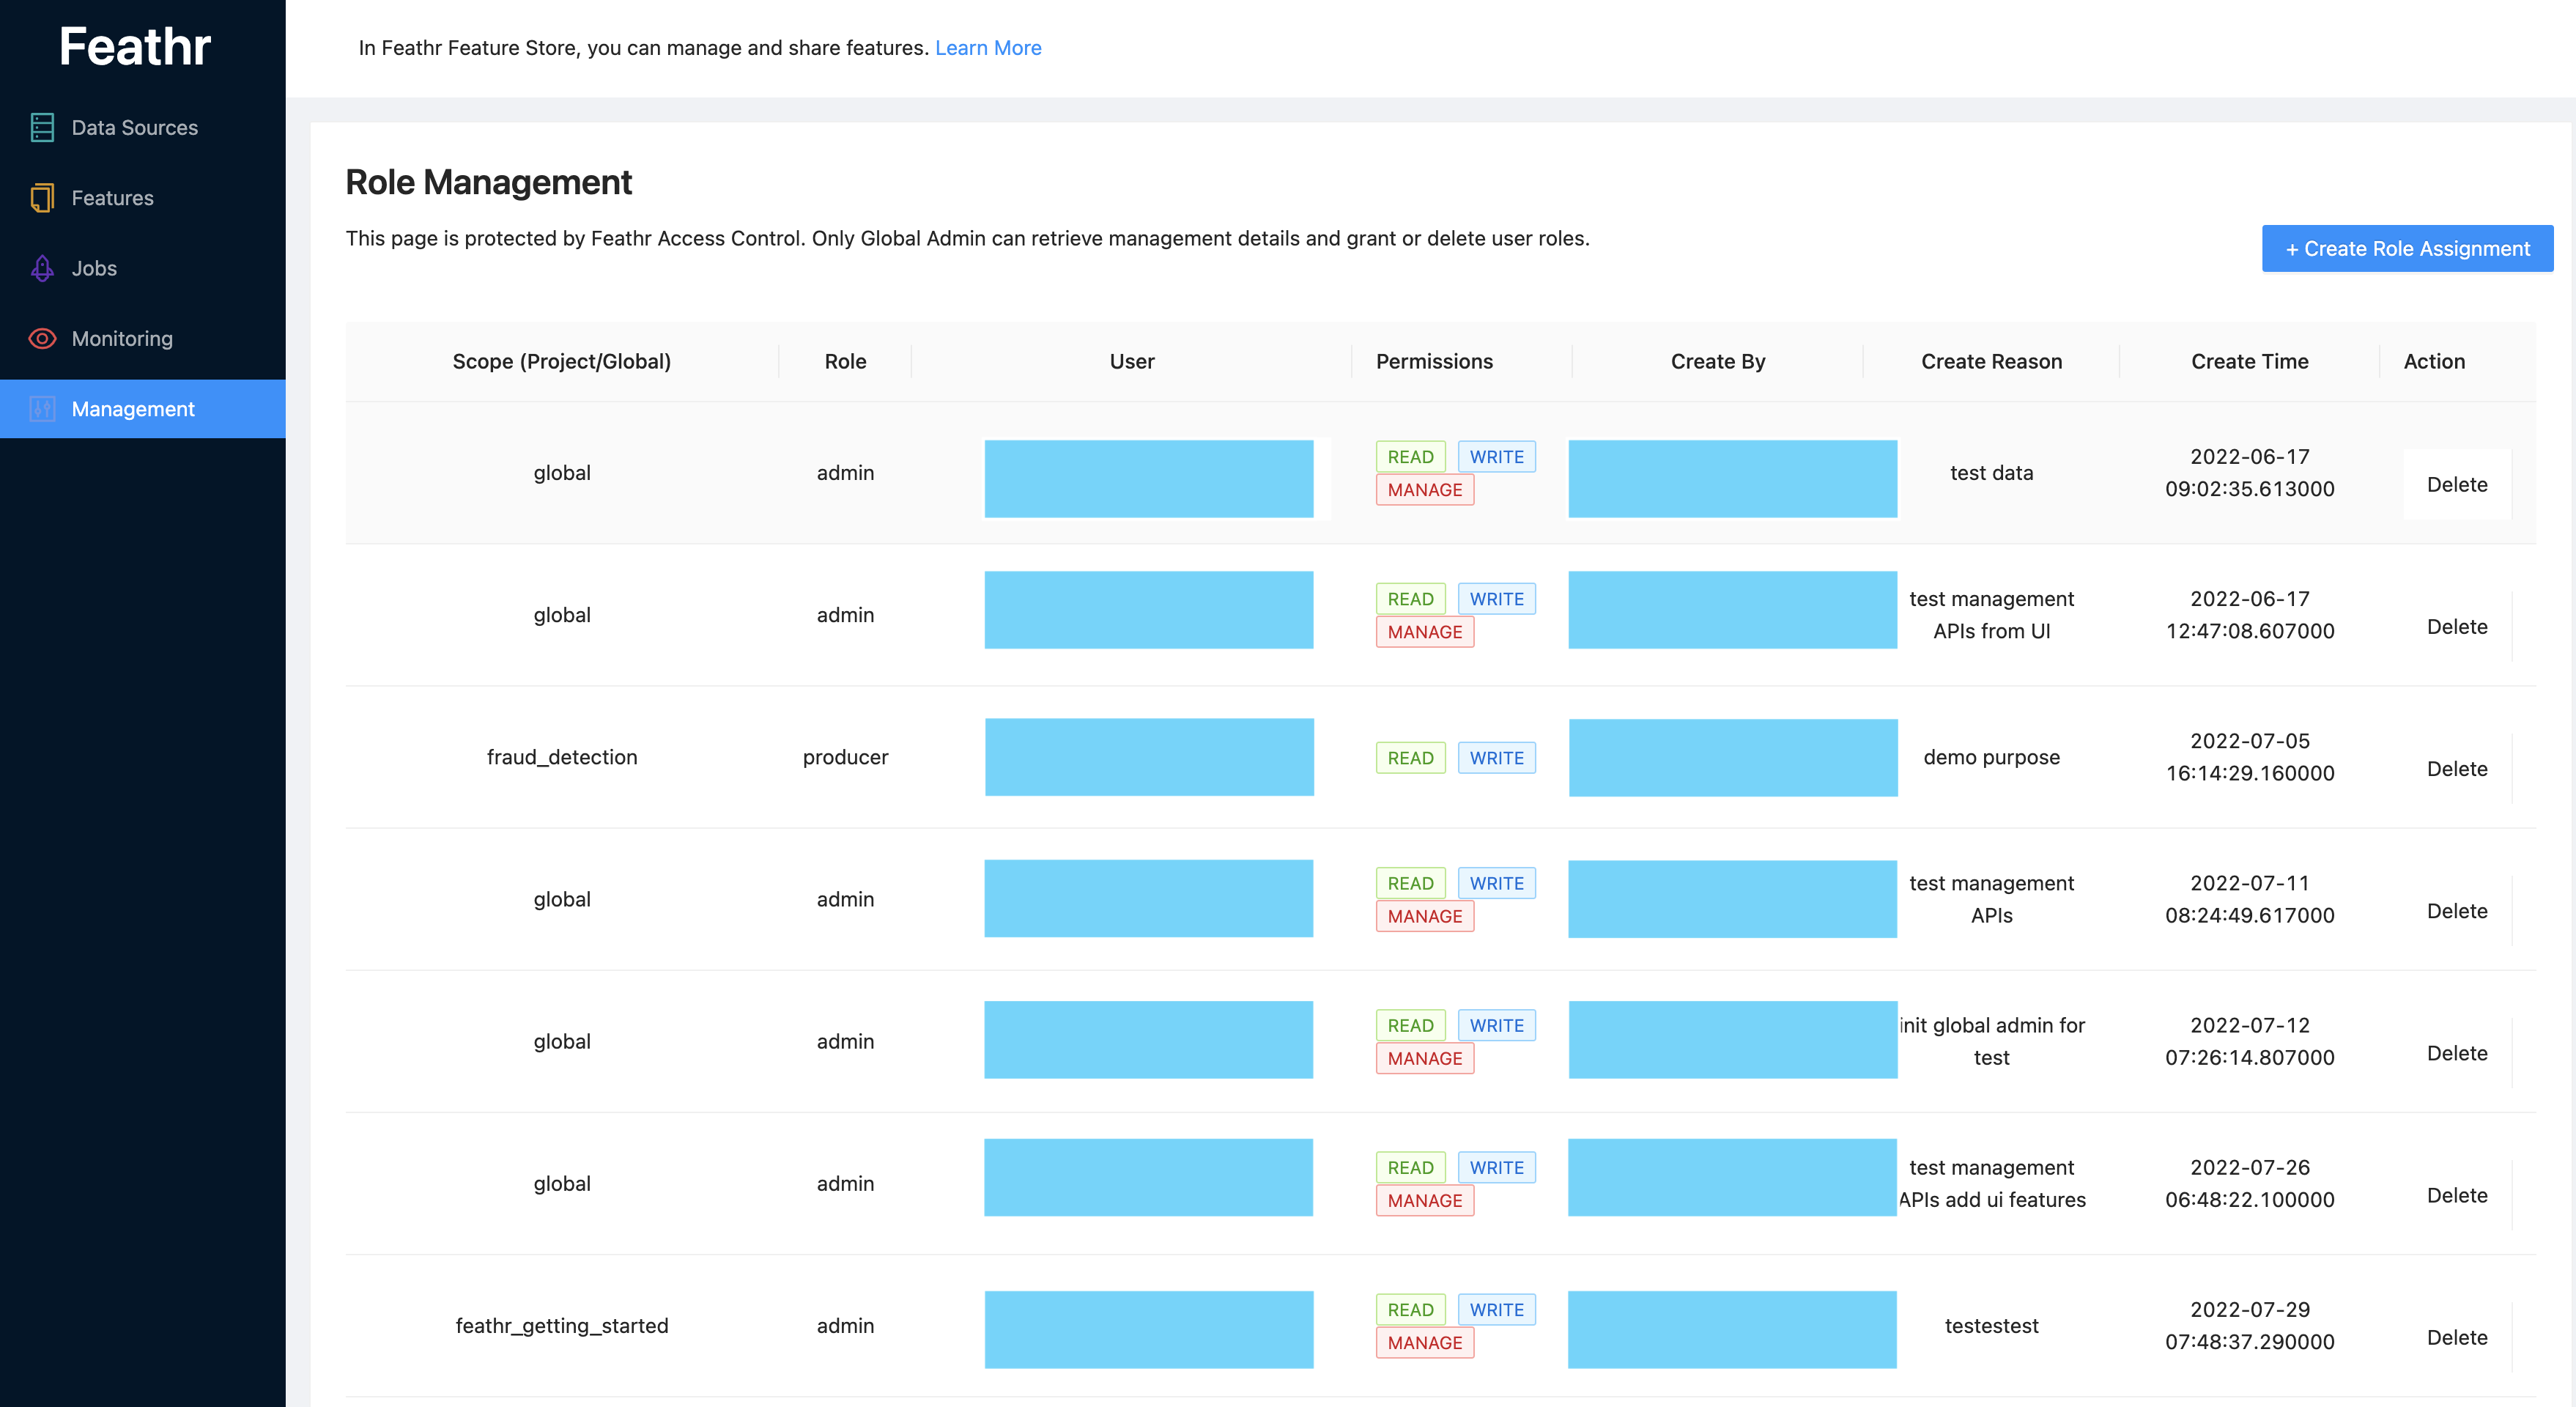 Feathr
Data Sources
Features
Jobs
Monitoring
Management
In Feathr Feature Store, you can manage and share features. Learn More
Role Management
This page is protected by Feathr Access Control. Only Global Admin can retrieve management details and grant or delete user roles.
+ Create Role Assignment
Scope (Project/Global) Role User Permissions Create By Create Reason Create Time Action
global admin READ WRITE MANAGE test data 2022-06-17 09:02:35.613000 Delete
global admin READ WRITE MANAGE test management APIs from UI 2022-06-17 12:47:08.607000 Delete
fraud_detection producer READ WRITE demo purpose 2022-07-05 16:14:29.160000 Delete
global admin READ WRITE MANAGE test management APIs 2022-07-11 08:24:49.617000 Delete
global admin READ WRITE MANAGE init global admin for test 2022-07-12 07:26:14.807000 Delete
global admin READ WRITE MANAGE test management APIs add ui features 2022-07-26 06:48:22.100000 Delete
feathr_getting_started admin READ WRITE MANAGE testestest 2022-07-29 07:48:37.290000 Delete